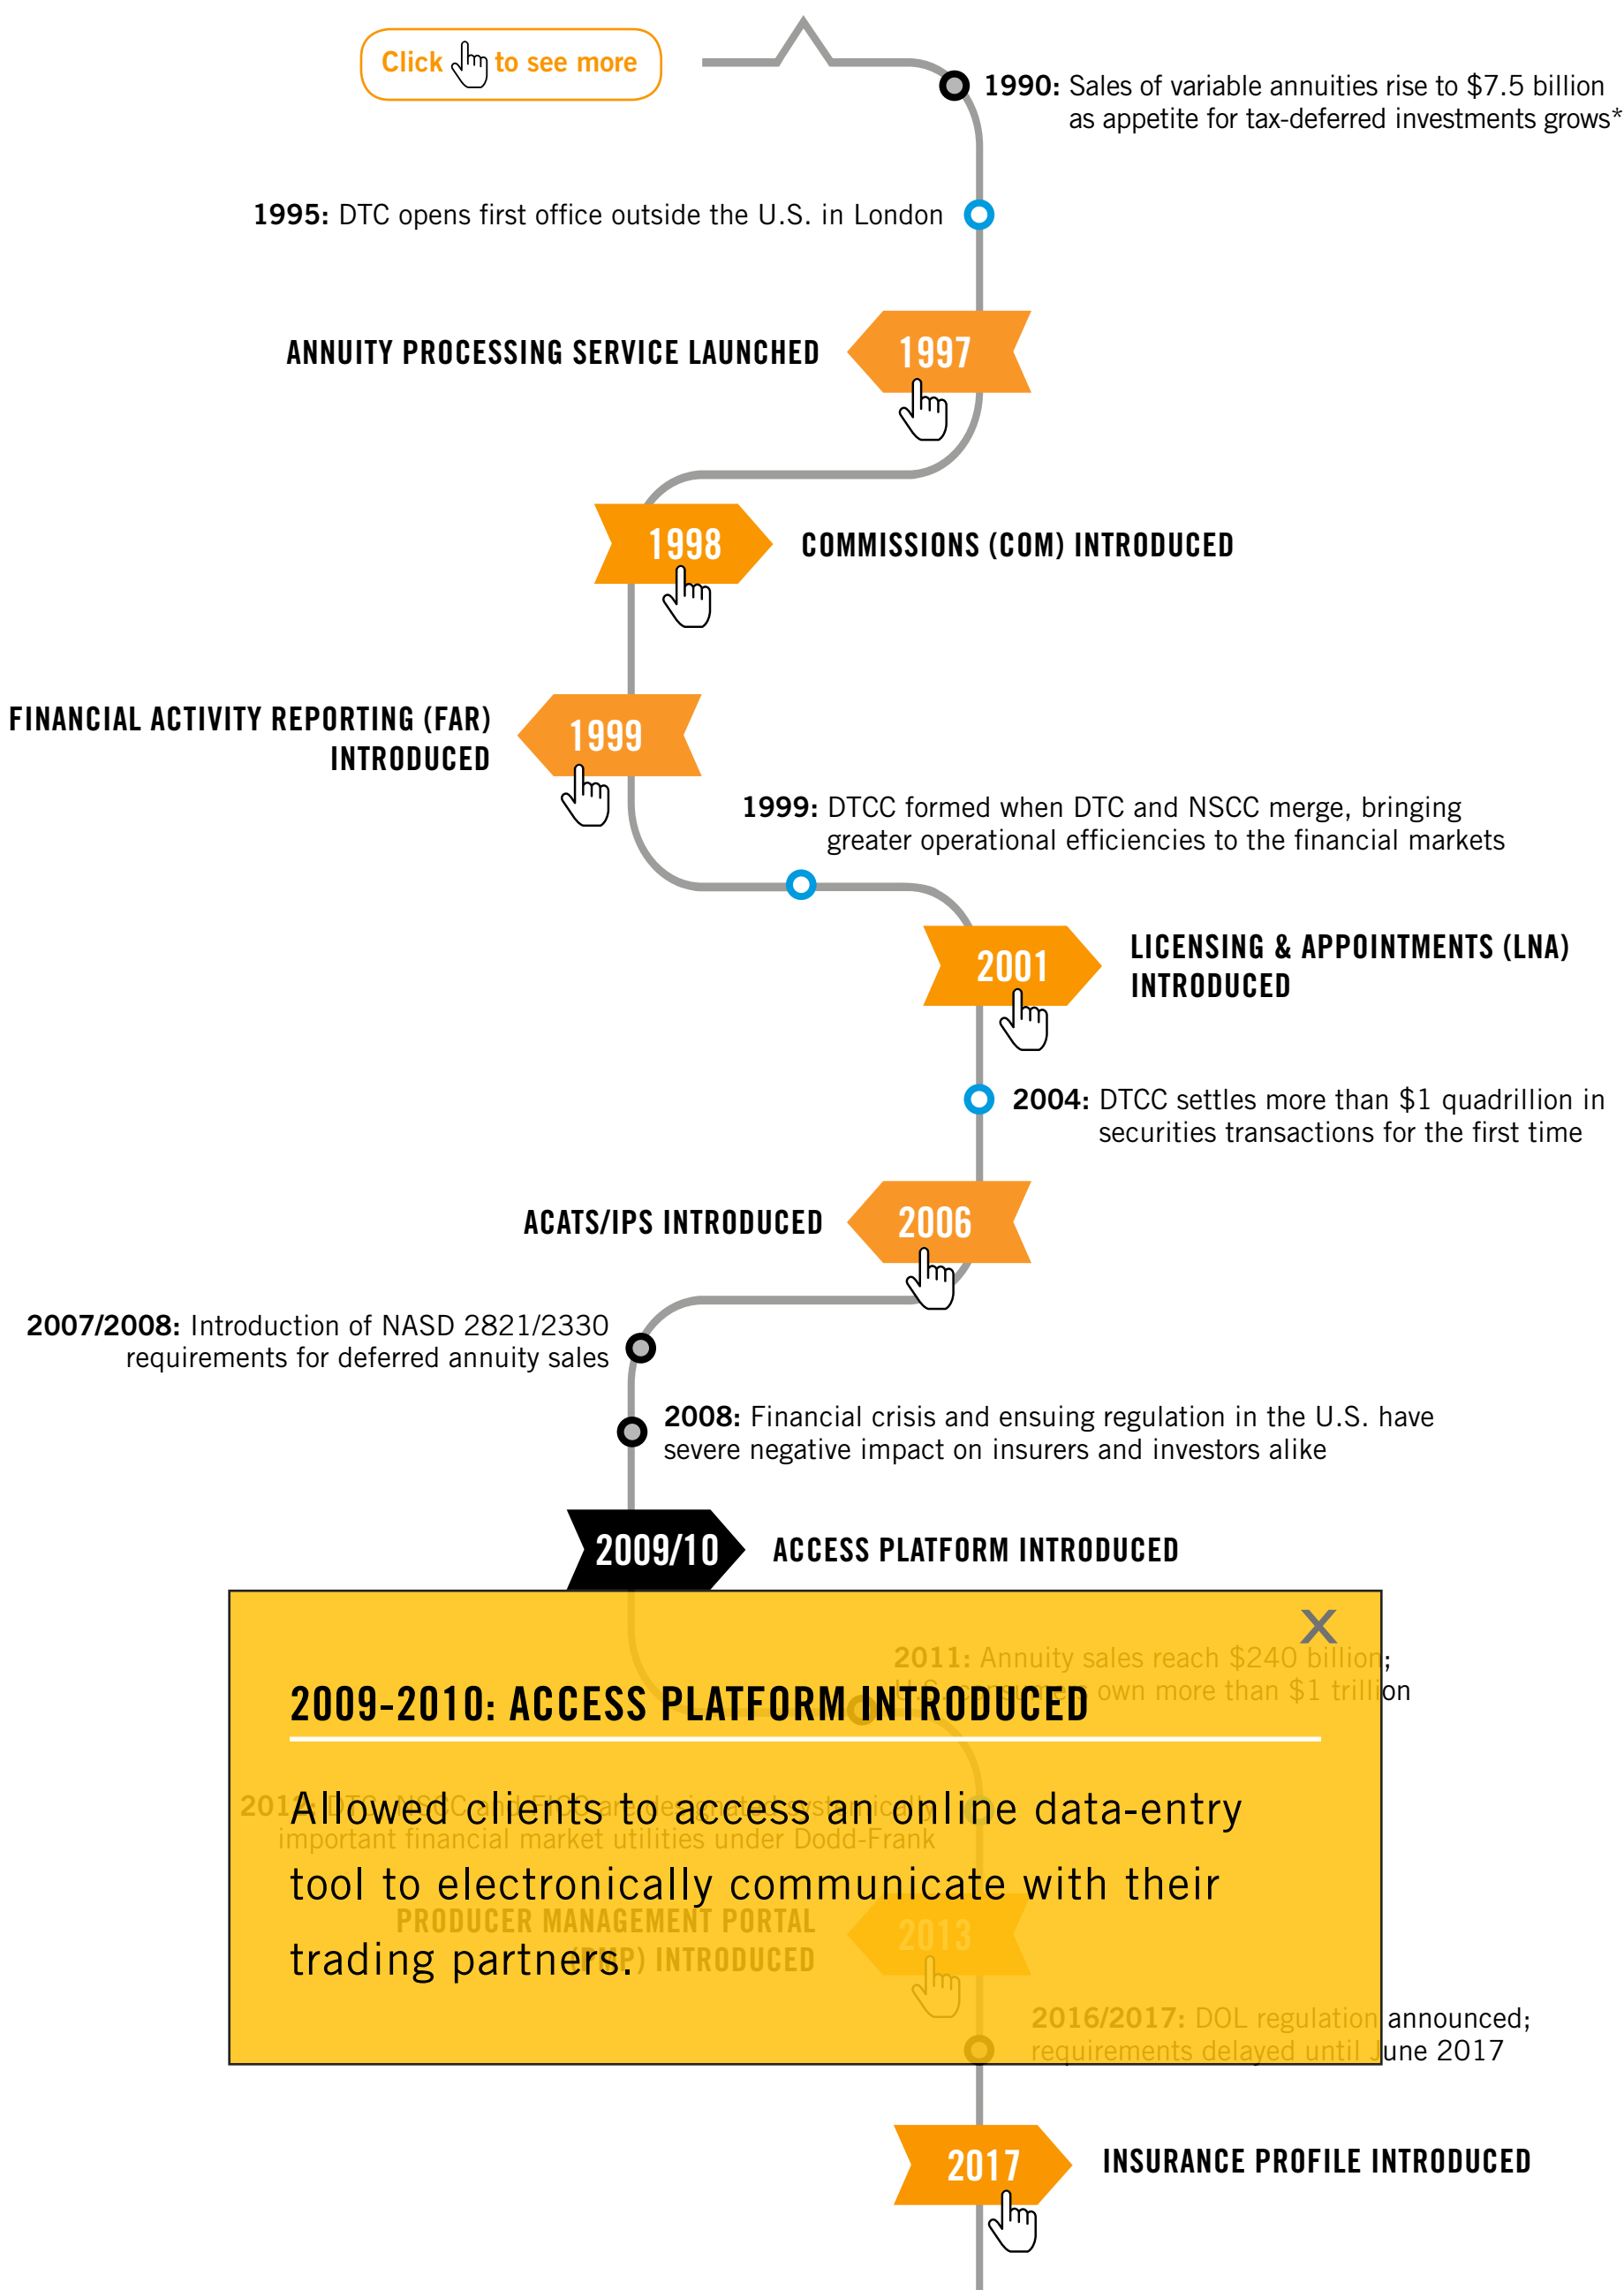 Click to see more
1990: Sales of variable annuities rise to $7.5 billion
as appetite for tax-deferred investments grows*
1995: DTC opens first office outside the U.S. in London
ANNUITY PROCESSING SERVICE LAUNCHED
1997
1998
COMMISSIONS (COM) INTRODUCED
FINANCIAL ACTIVITY REPORTING (FAR)
INTRODUCED
1999
1999: DTCC formed when DTC and NSCC merge, bringing
greater operational efficiencies to the financial markets
2001
LICENSING & APPOINTMENTS (LNA)
INTRODUCED
2004: DTCC settles more than $1 quadrillion in
securities transactions for the first time
ACATS/IPS INTRODUCED
2006
2007/2008: Introduction of NASD 2821/2330
requirements for deferred annuity sales
2008: Financial crisis and ensuing regulation in the U.S. have
severe negative impact on insurers and investors alike
2009/10
ACCESS PLATFORM INTRODUCED
X
2011: Annuity sales reach $240 billion;
U.S. consumers own more than $1 trillion
2009-2010: ACCESS PLATFORM INTRODUCED
Allowed clients to access an online data-entry
tool to electronically communicate with their
trading partners.
DTC, NSCC and FICC are designated systemically
important financial market utilities under Dodd-Frank
PRODUCER MANAGEMENT PORTAL
(PMP) INTRODUCED
2013
2016/2017: DOL regulation announced;
requirements delayed until June 2017
2017
INSURANCE PROFILE INTRODUCED